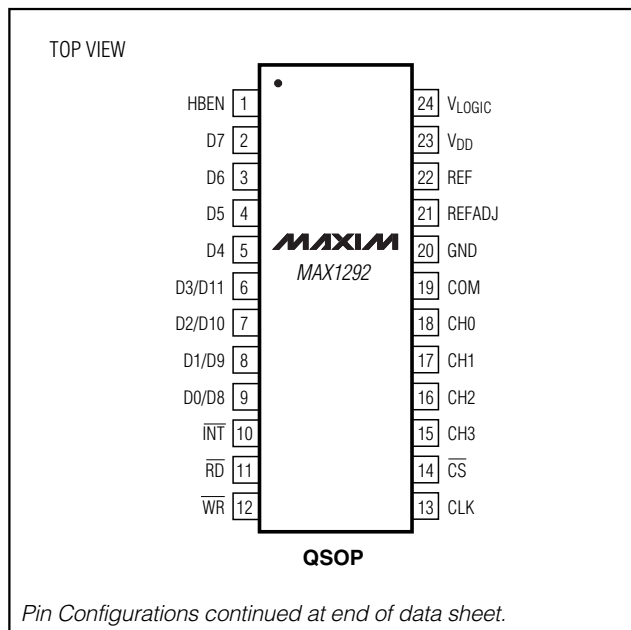 TOP VIEW
HBEN 1
D7 2
D6 3
D5 4
D4 5
D3/D11 6
D2/D10 7
D1/D9 8
D0/D8 9
INT 10
RD 11
WR 12
MAXIM
MAX1292
24 VLOGIC
23 VDD
22 REF
21 REFADJ
20 GND
19 COM
18 CH0
17 CH1
16 CH2
15 CH3
14 CS
13 CLK
QSOP
Pin Configurations continued at end of data sheet.